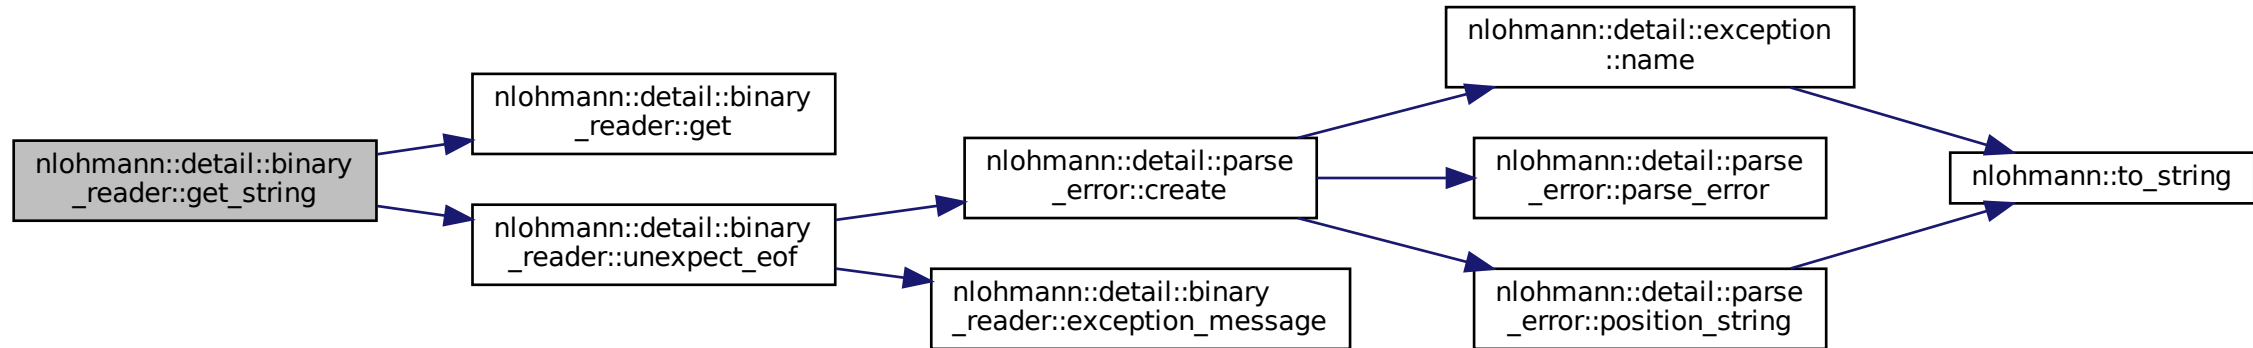 nlohmann::detail::binary
_reader::get_string
nlohmann::detail::binary
_reader::get
nlohmann::detail::binary
_reader::unexpect_eof
nlohmann::detail::parse
_error::create
nlohmann::detail::binary
_reader::exception_message
nlohmann::detail::exception
::name
nlohmann::detail::parse
_error::parse_error
nlohmann::detail::parse
_error::position_string
nlohmann::to_string